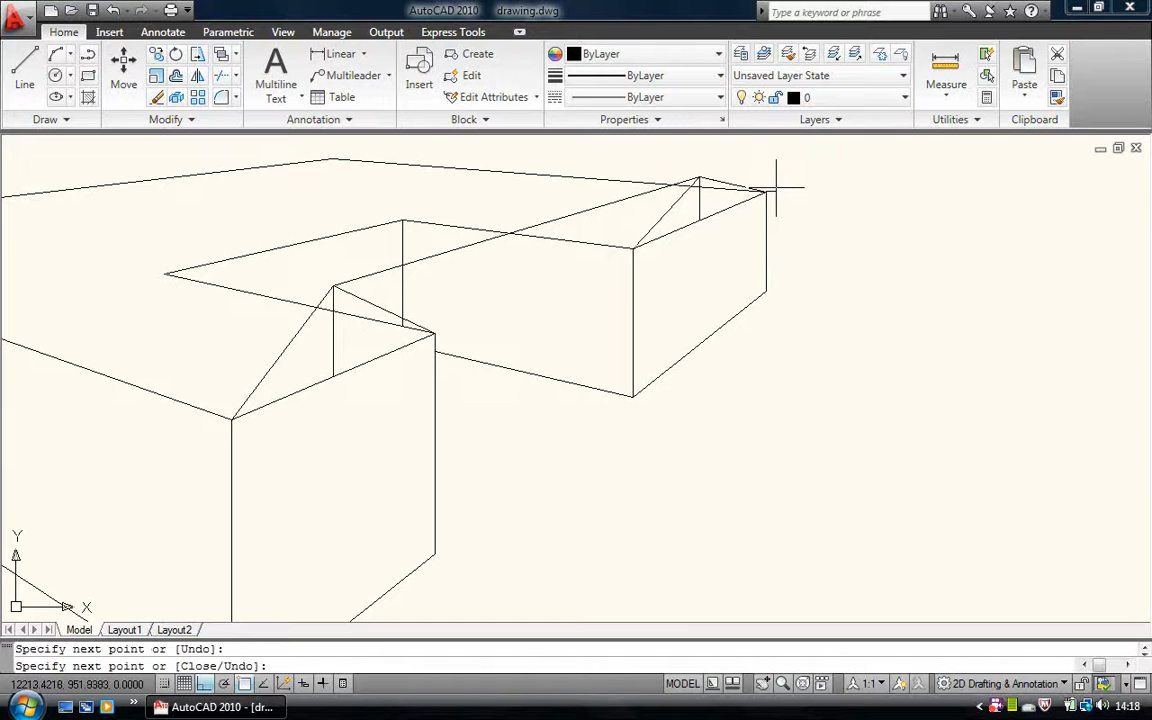 AutoCAD 2010 drawing.dwg Type a keyword or phrase
Home Insert Annotate Parametric View Manage Output Express Tools
Line Move Multiline Text Linear Insert Create ByLayer Unsaved Layer State Measure Paste
Multileader Edit ByLayer
Table Edit Attributes ByLayer 0
Draw Modify Annotation Block Properties Layers Utilities Clipboard
Y
X
Model Layout1 Layout2
Specify next point or [Undo]:
Specify next point or [Close/Undo]:
12213.4218, 951.9383, 0.0000 MODEL 1:1 2D Drafting & Annotation
AutoCAD 2010 - [dr... 14:18